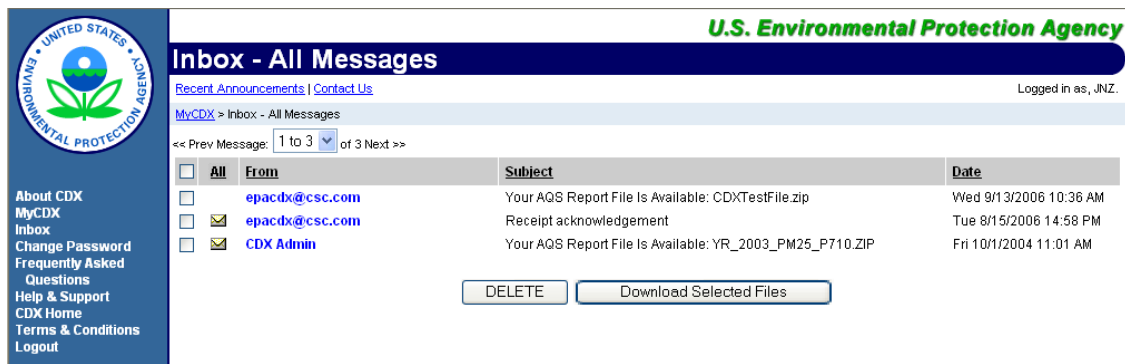 UNITED STATES
ENVIRONMENTAL PROTECTION AGENCY
U.S. Environmental Protection Agency
Inbox - All Messages
Recent Announcements | Contact Us
Logged in as, JNZ.
MyCDX > Inbox - All Messages
<< Prev Message: 1 to 3 of 3 Next >>
All From Subject Date
epacdx@csc.com Your AQS Report File Is Available: CDXTestFile.zip Wed 9/13/2006 10:36 AM
epacdx@csc.com Receipt acknowledgement Tue 8/15/2006 14:58 PM
CDX Admin Your AQS Report File Is Available: YR_2003_PM25_P710.ZIP Fri 10/1/2004 11:01 AM
DELETE Download Selected Files
About CDX
MyCDX
Inbox
Change Password
Frequently Asked
Questions
Help & Support
CDX Home
Terms & Conditions
Logout